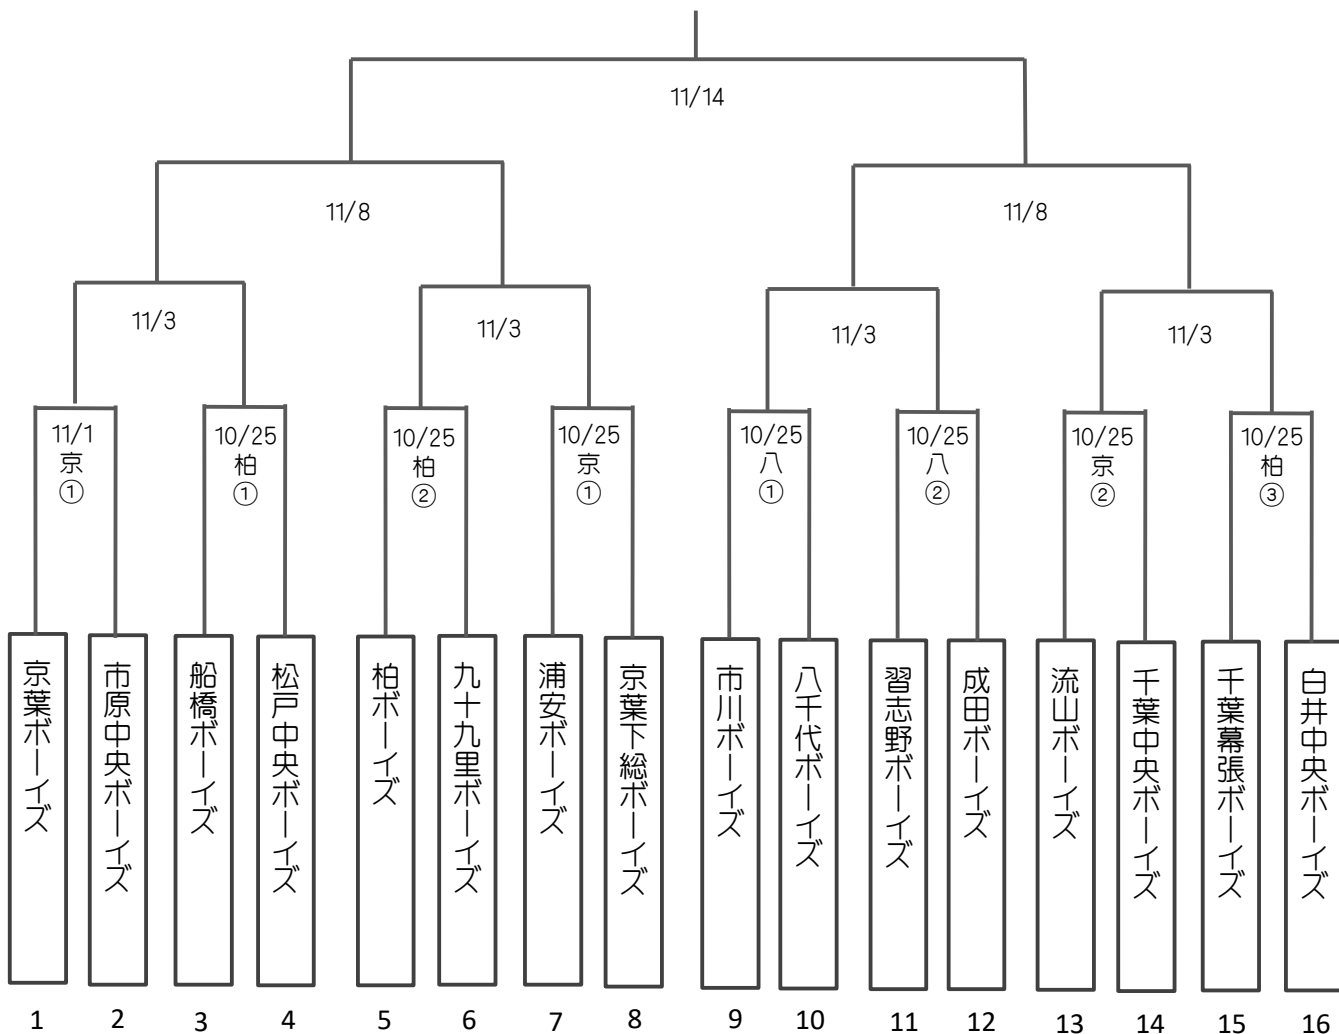 11/14
11/8
11/8
11/3
11/3
11/3
11/3
11/1
京
①
10/25
柏
①
10/25
柏
②
10/25
京
①
10/25
八
①
10/25
八
②
10/25
京
②
10/25
柏
③
京葉ボーイズ
市原中央ボーイズ
船橋ボーイズ
松戸中央ボーイズ
柏ボーイズ
九十九里ボーイズ
浦安ボーイズ
京葉下総ボーイズ
市川ボーイズ
八千代ボーイズ
習志野ボーイズ
成田ボーイズ
流山ボーイズ
千葉中央ボーイズ
千葉幕張ボーイズ
白井中央ボーイズ
1 2 3 4 5 6 7 8 9 10 11 12 13 14 15 16